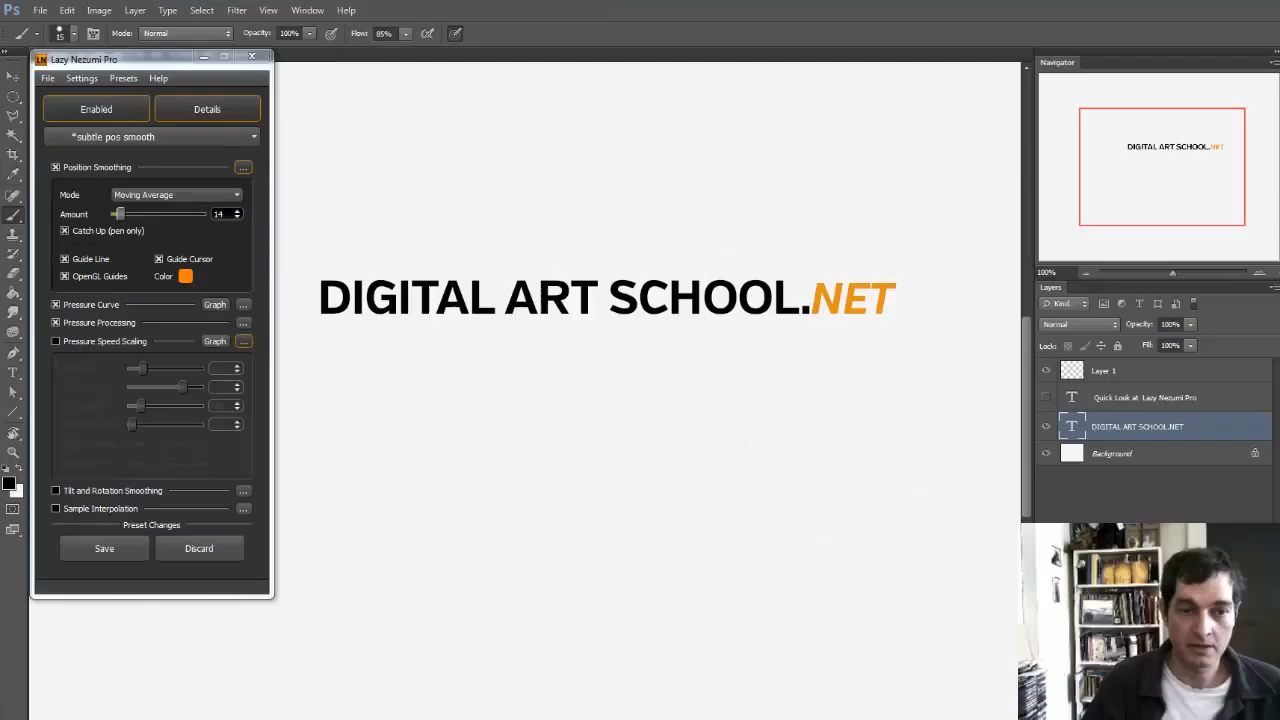 Ps File Edit Image Layer Type Select Filter View Window Help
15 Mode: Normal Opacity: 100% Flow: 85%
LN Lazy Nezumi Pro
File Settings Presets Help
Enabled Details
*subtle pos smooth
Position Smoothing ...
Mode Moving Average
Amount 14
Catch Up (pen only)
Guide Line Guide Cursor
OpenGL Guides Color
Pressure Curve Graph ...
Pressure Processing ...
Pressure Speed Scaling Graph ...
Tilt and Rotation Smoothing ...
Sample Interpolation ...
Preset Changes
Save Discard
DIGITAL ART SCHOOL.NET
Navigator
DIGITAL ART SCHOOL.NET
100%
Layers
Kind
Normal Opacity: 100%
Lock: Fill: 100%
Layer 1
T Quick Look at Lazy Nezumi Pro
T DIGITAL ART SCHOOL.NET
Background